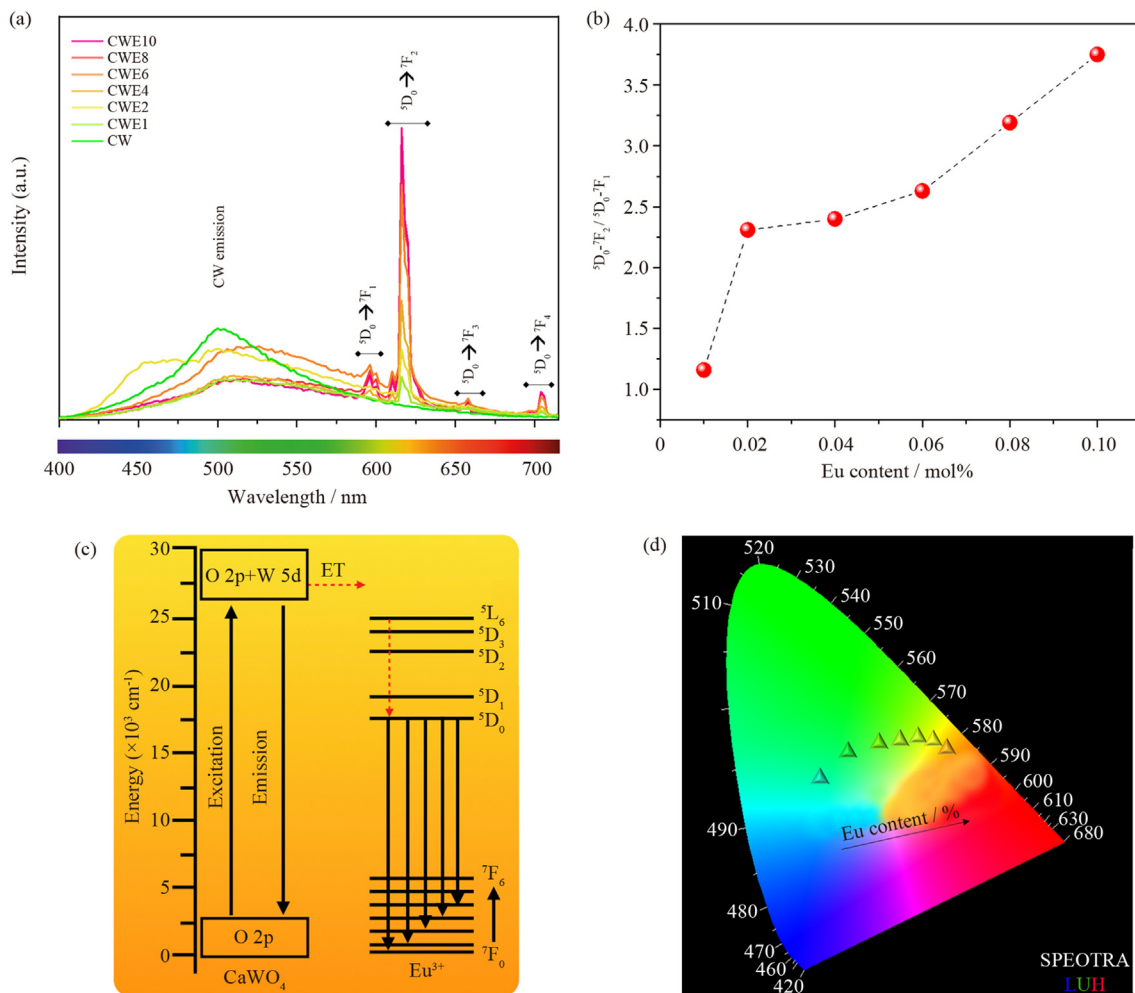 (a)
CWE10
CWE8
CWE6
CWE4
CWE2
CWE1
CW
CW emission
⁵D₀→⁷F₁
⁵D₀→⁷F₂
⁵D₀→⁷F₃
⁵D₀→⁷F₄
Intensity (a.u.)
400 450 500 550 600 650 700
Wavelength / nm
(b)
4.0
3.5
3.0
2.5
2.0
1.5
1.0
⁵D₀-⁷F₂ / ⁵D₀-⁷F₁
0 0.02 0.04 0.06 0.08 0.10
Eu content / mol%
(c)
30
25
20
15
10
5
0
Energy (×10³ cm⁻¹)
O 2p+W 5d
ET
Excitation
Emission
O 2p
CaWO₄
⁵L₆
⁵D₃
⁵D₂
⁵D₁
⁵D₀
⁷F₆
⁷F₀
Eu³⁺
(d)
520
530
510
540
550
560
570
580
590
600
610
630
680
490
480
470
460
420
Eu content / %
SPEOTRA
LUH